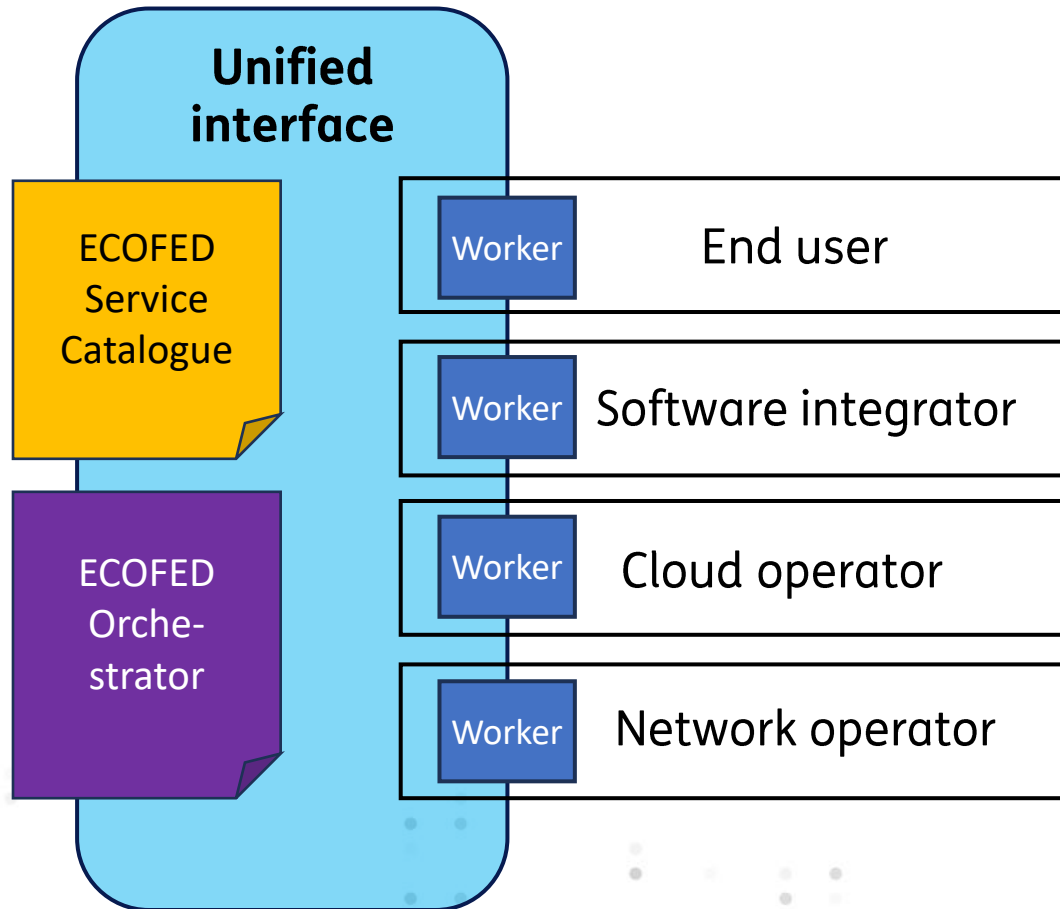 Unified
interface
ECOFED
Service
Catalogue
ECOFED
Orche-
strator
Worker
End user
Worker
Software integrator
Worker
Cloud operator
Worker
Network operator